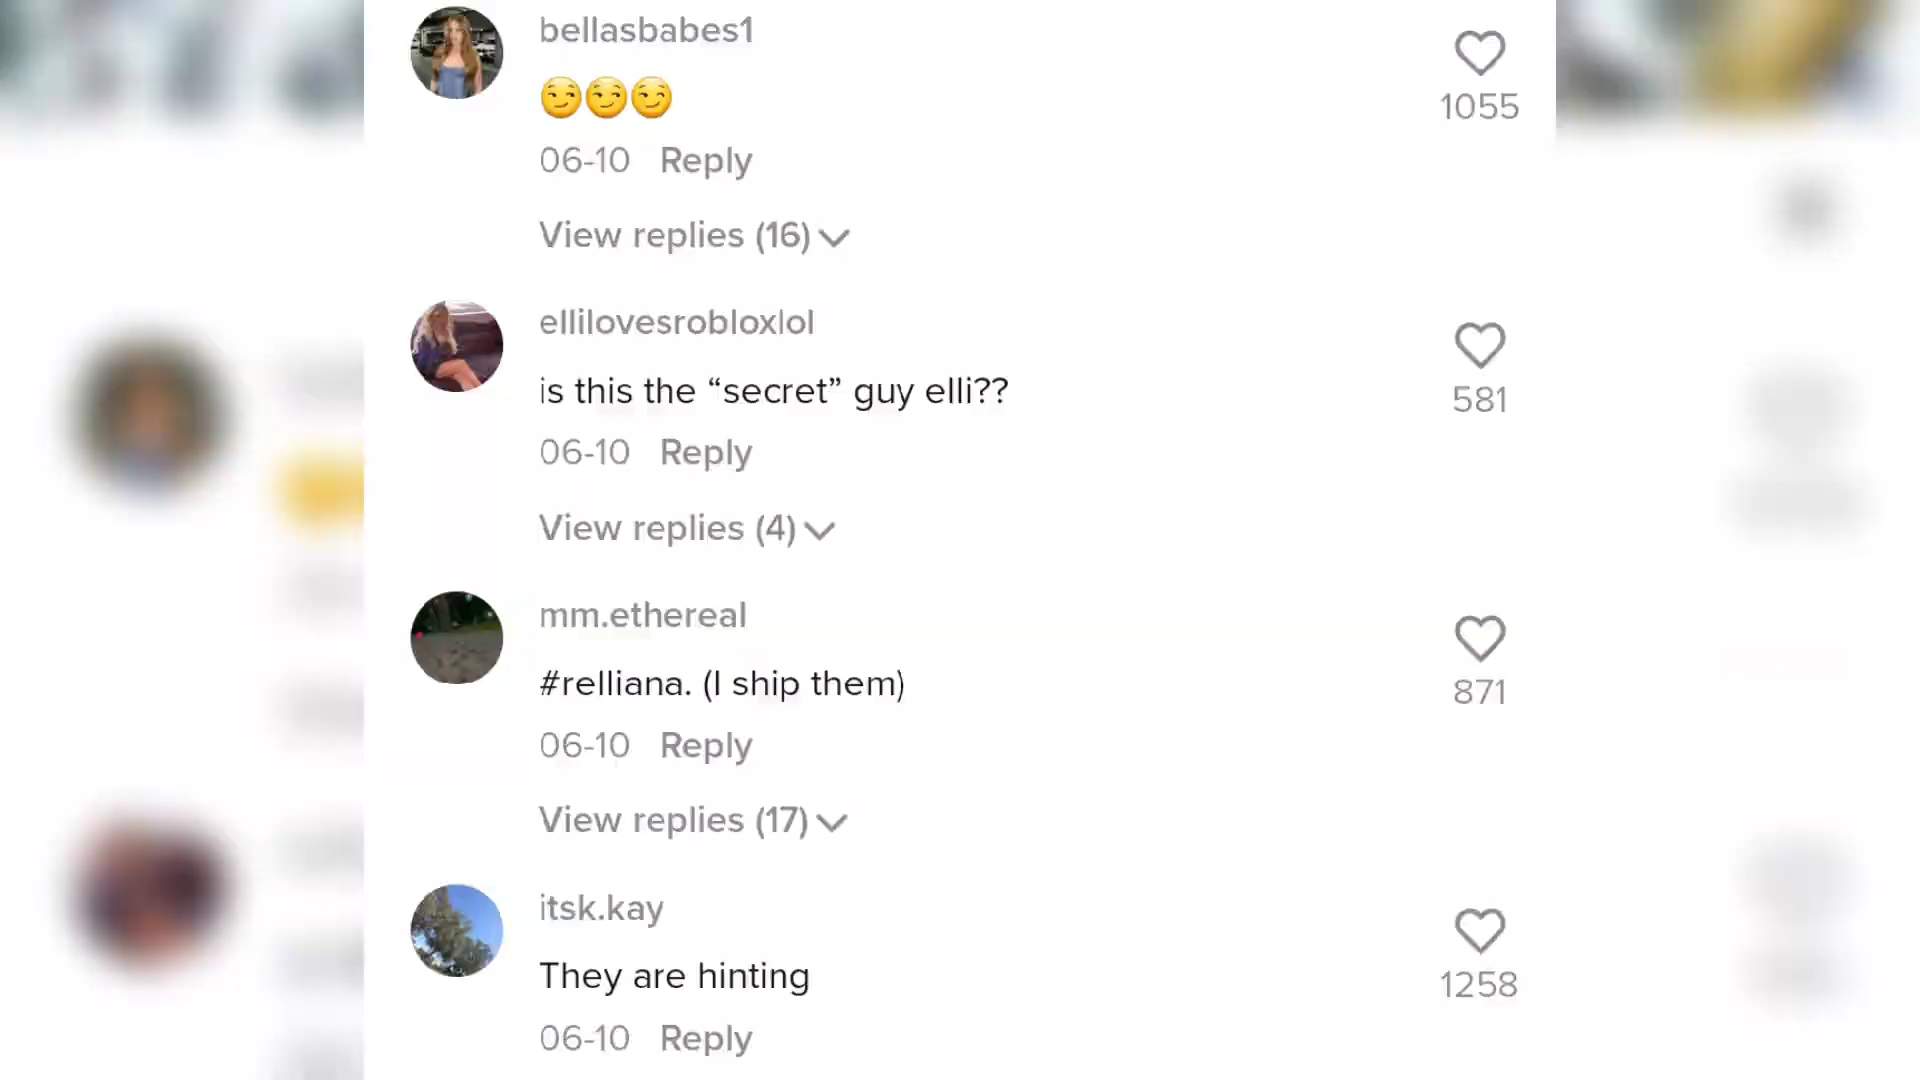 bellasbabes1
😏😏😏
1055
06-10 Reply
View replies (16)
ellilovesrobloxlol
is this the “secret” guy elli??
581
06-10 Reply
View replies (4)
mm.ethereal
#relliana. (I ship them)
871
06-10 Reply
View replies (17)
itsk.kay
They are hinting
1258
06-10 Reply